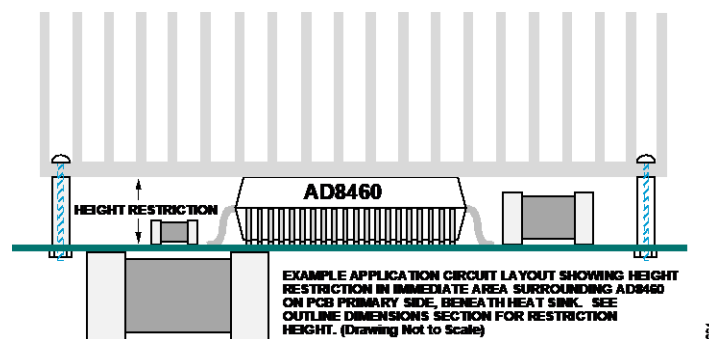 AD8460
HEIGHT RESTRICTION
EXAMPLE APPLICATION CIRCUIT LAYOUT SHOWING HEIGHT
RESTRICTION IN IMMEDIATE AREA SURROUNDING AD8460
ON PCB PRIMARY SIDE, BENEATH HEAT SINK. SEE
OUTLINE DIMENSIONS SECTION FOR RESTRICTION
HEIGHT. (Drawing Not to Scale)